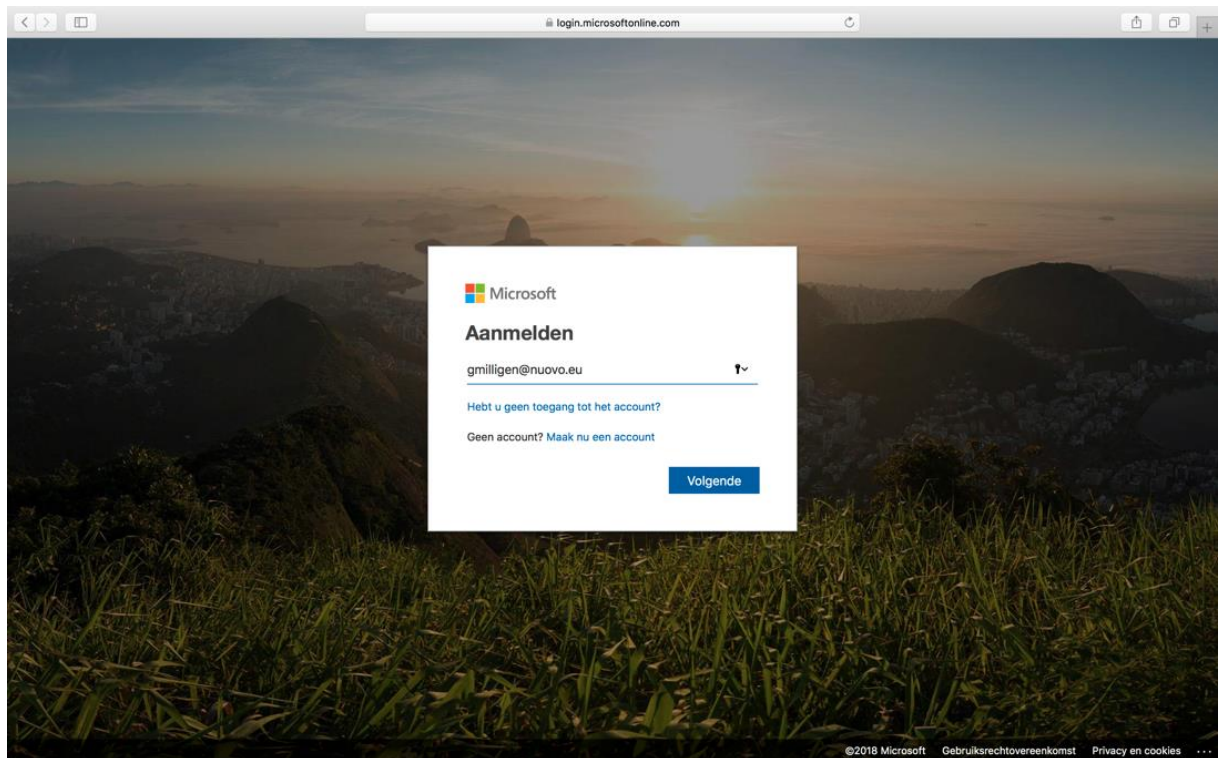 login.microsoftonline.com
Microsoft
Aanmelden
gmilligen@nuovo.eu
Hebt u geen toegang tot het account?
Geen account? Maak nu een account
Volgende
©2018 Microsoft Gebruiksrechtovereenkomst Privacy en cookies ...